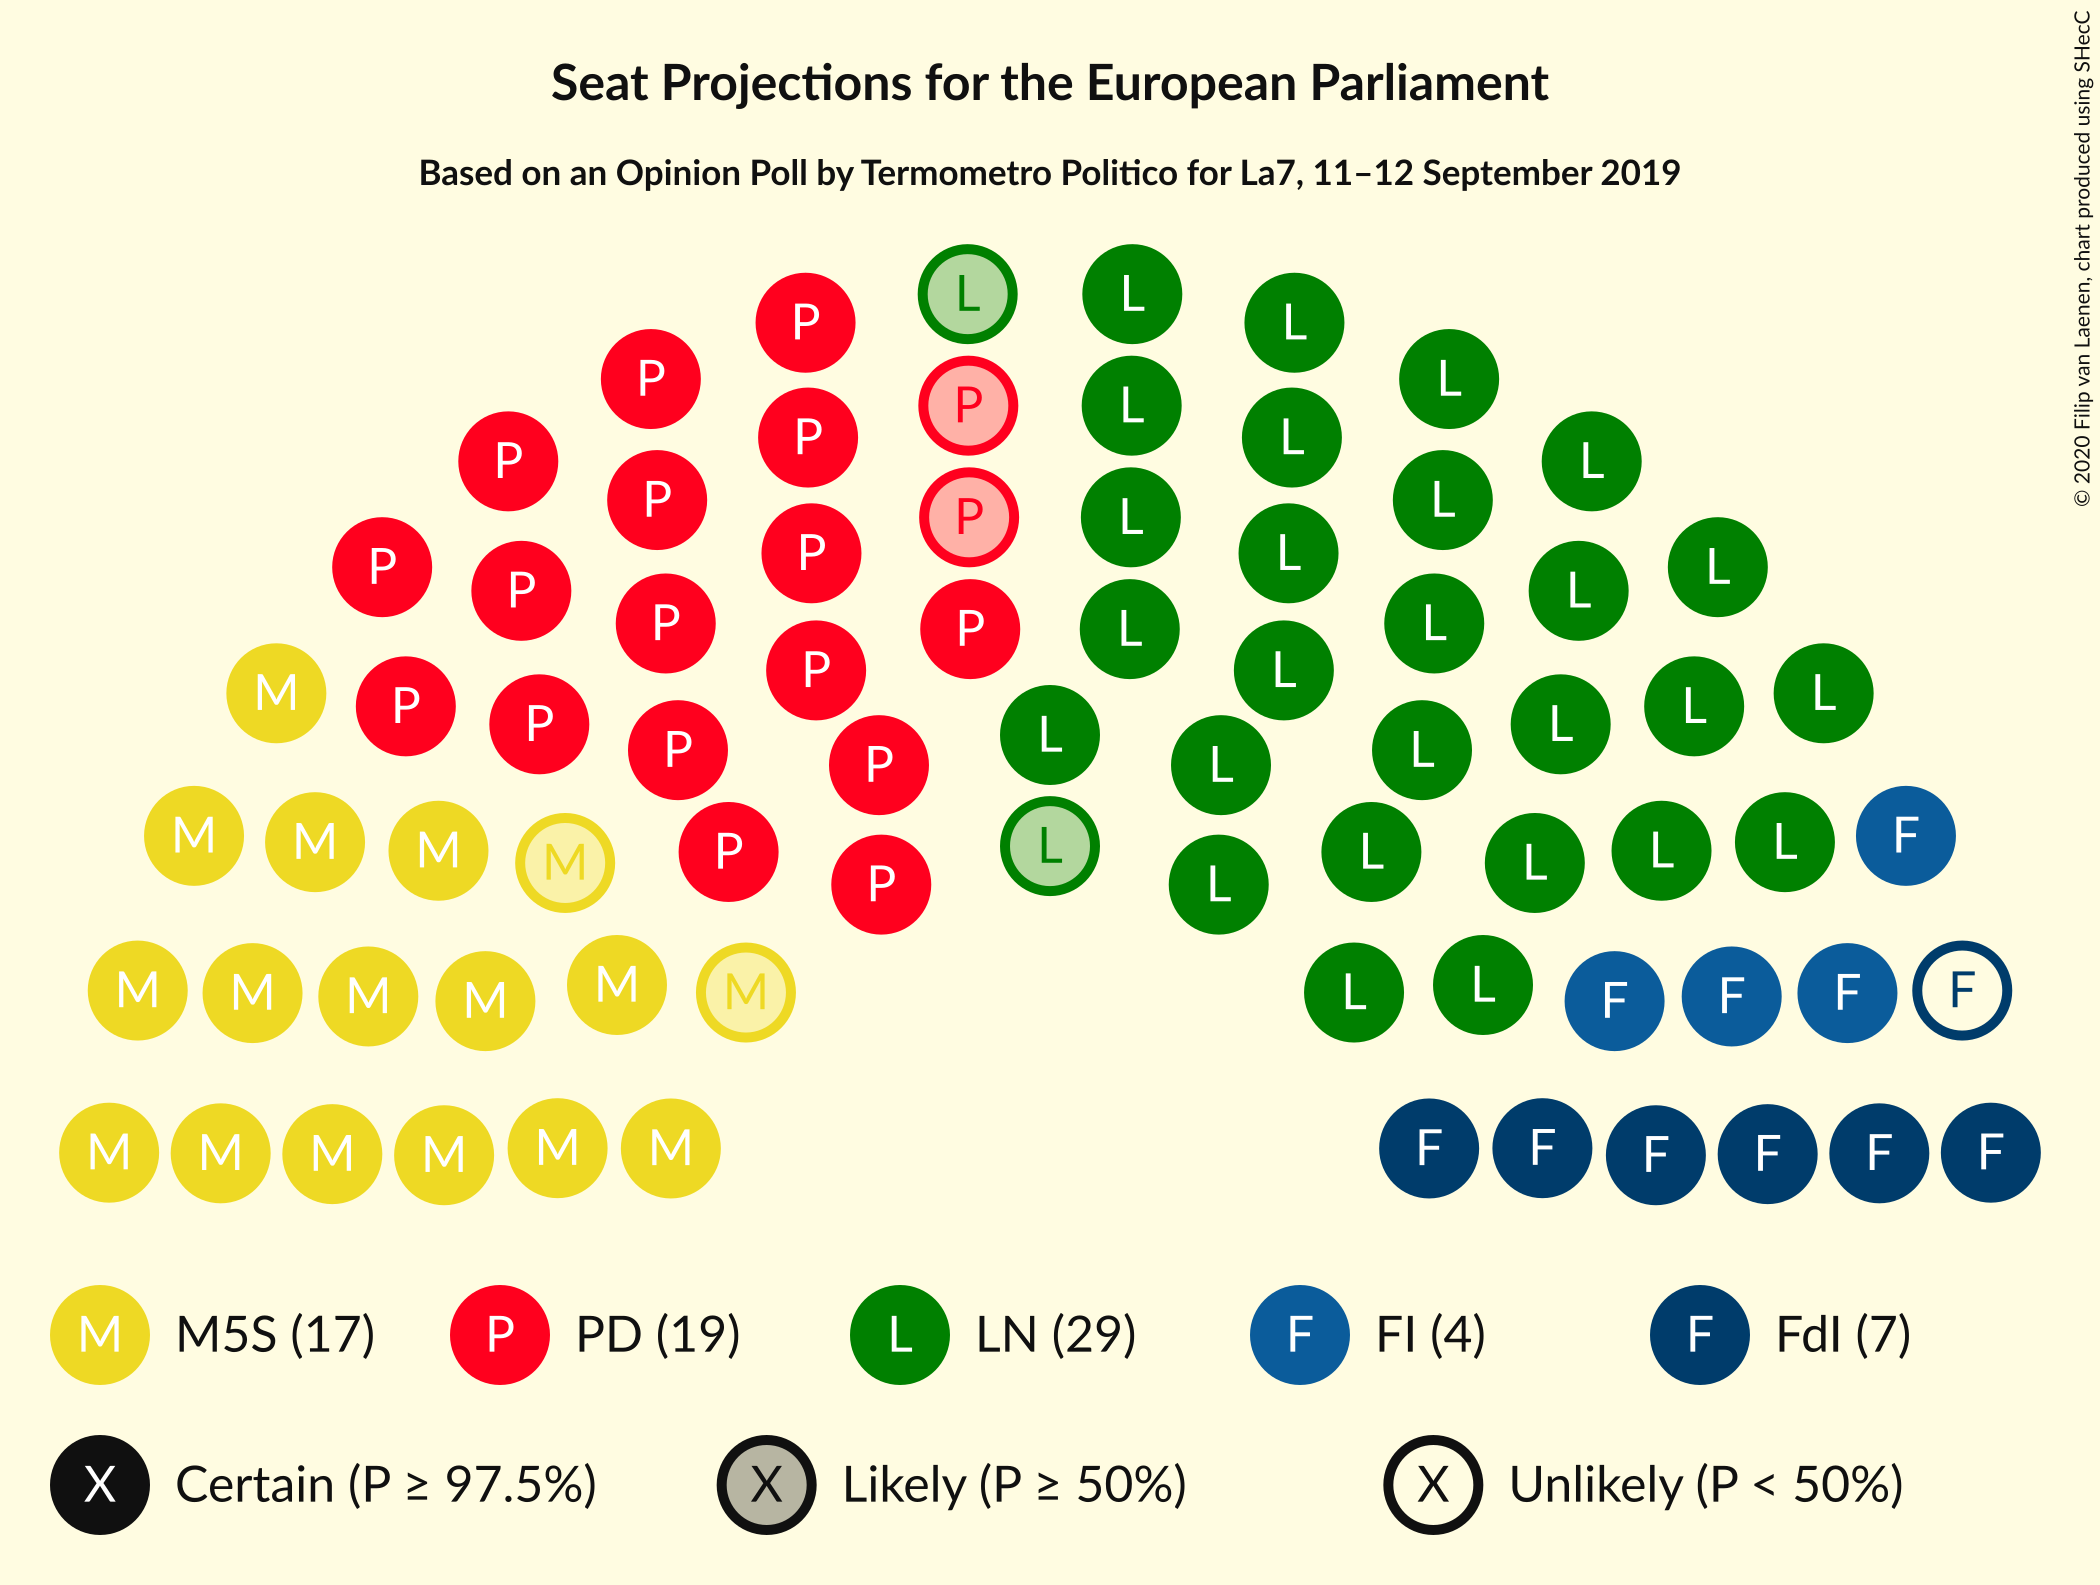 Seat Projections for the European Parliament
Based on an Opinion Poll by Termometro Politico for La7, 11–12 September 2019
© 2020 Filip van Laenen, chart produced using SHecC
L L
P L P L
P L
P L
P L P L
P L
P L
P L P L
P L
P L
P L P L
M L
P L
P L L P
P L
P L
M F
M L
P L L
M L
M L
P L
M M L L
M F
M F
M F
M F
M M M M M M F F F F F F
M M5S (17) P PD (19) L LN (29) F FI (4) F FdI (7)
X Certain (P ≥ 97.5%) X Likely (P ≥ 50%) X Unlikely (P < 50%)